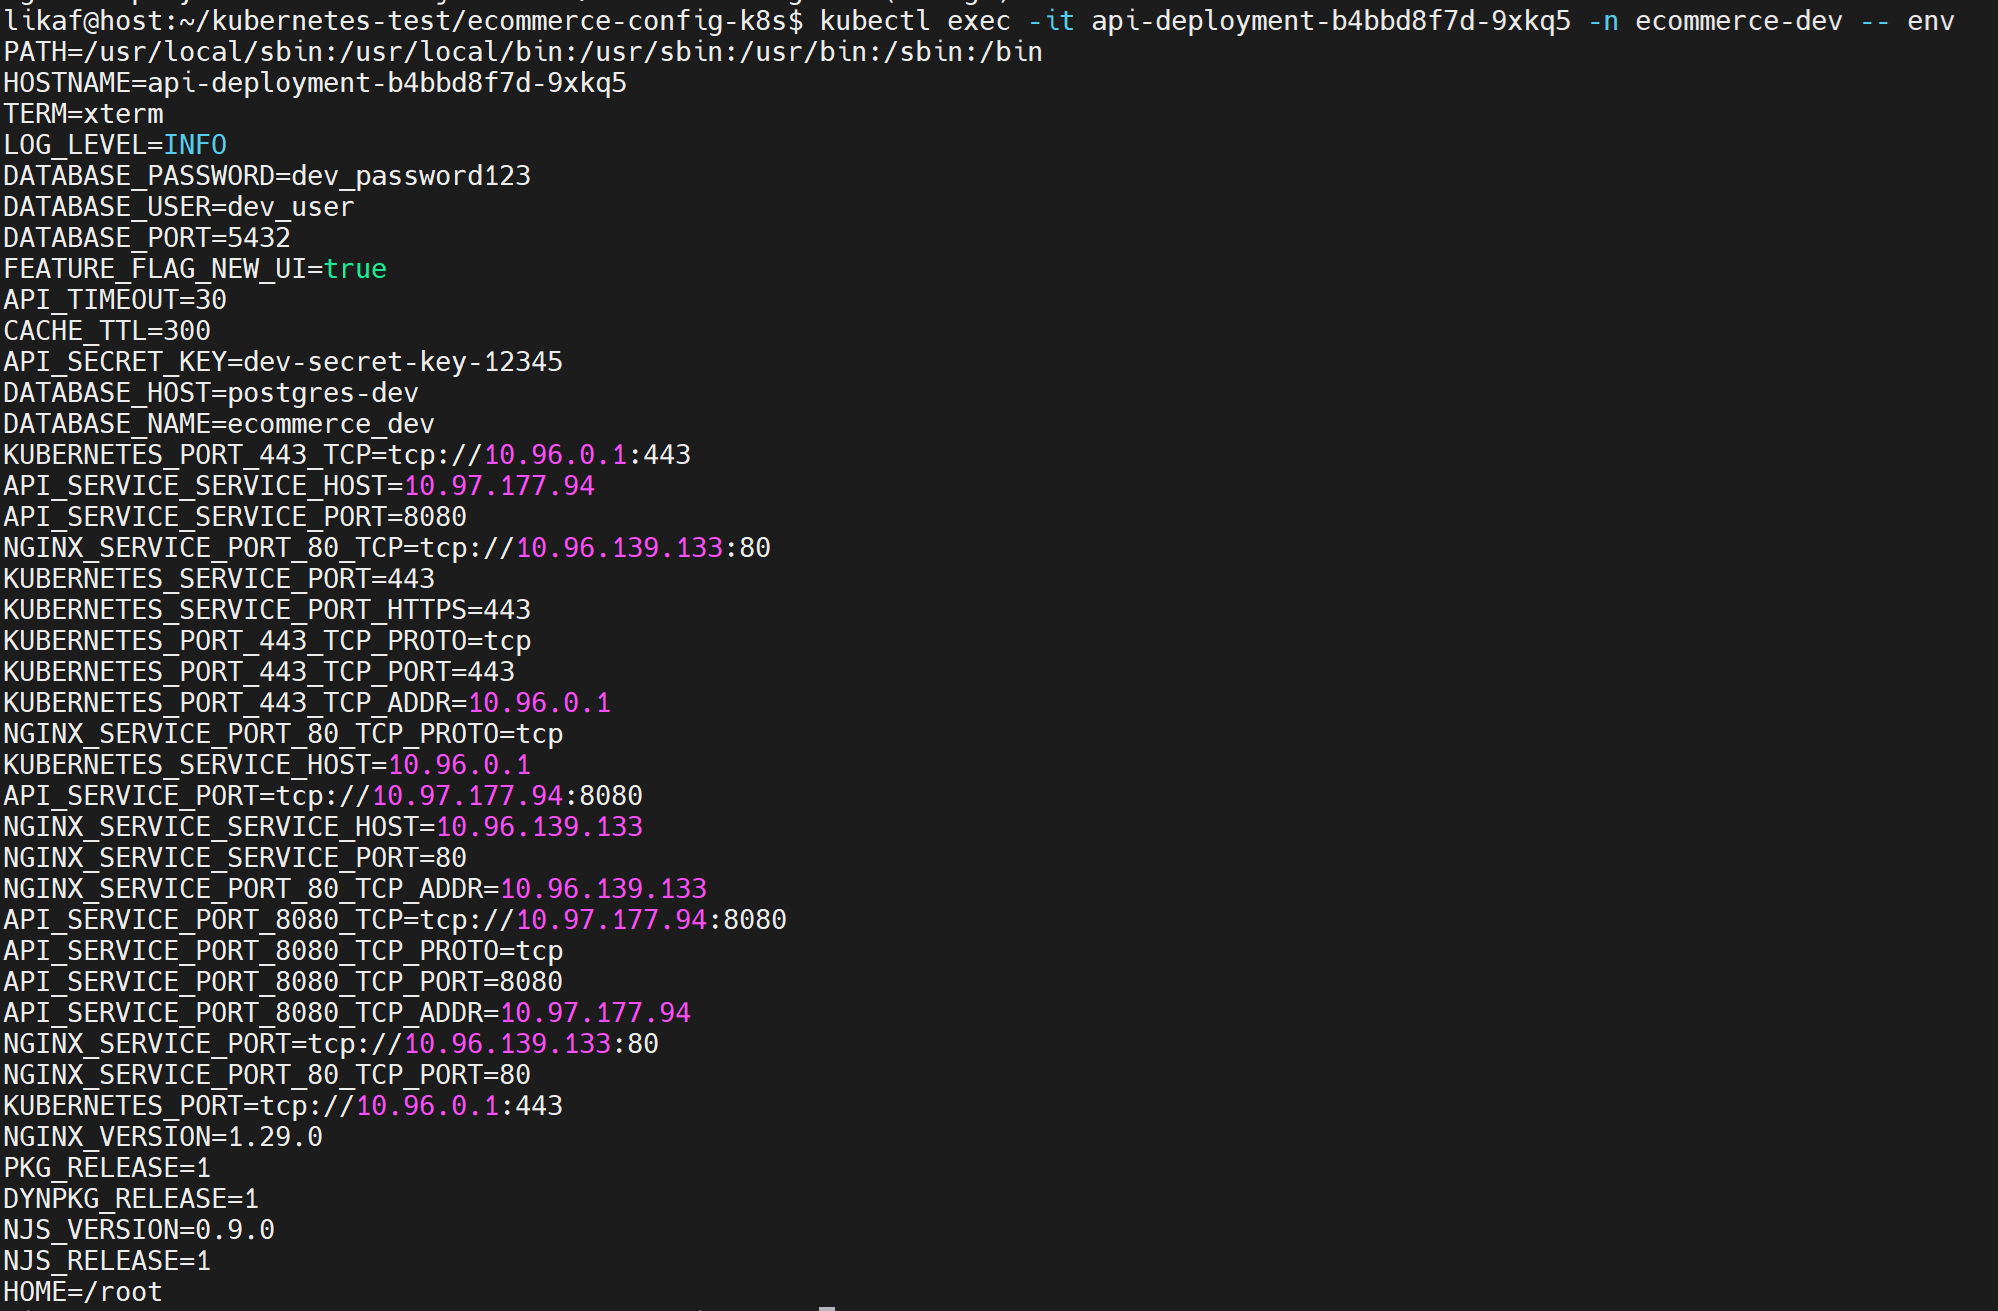 likaf@host:~/kubernetes-test/ecommerce-config-k8s$ kubectl exec -it api-deployment-b4bbd8f7d-9xkq5 -n ecommerce-dev -- env
PATH=/usr/local/sbin:/usr/local/bin:/usr/sbin:/usr/bin:/sbin:/bin
HOSTNAME=api-deployment-b4bbd8f7d-9xkq5
TERM=xterm
LOG_LEVEL=INFO
DATABASE_PASSWORD=dev_password123
DATABASE_USER=dev_user
DATABASE_PORT=5432
FEATURE_FLAG_NEW_UI=true
API_TIMEOUT=30
CACHE_TTL=300
API_SECRET_KEY=dev-secret-key-12345
DATABASE_HOST=postgres-dev
DATABASE_NAME=ecommerce_dev
KUBERNETES_PORT_443_TCP=tcp://10.96.0.1:443
API_SERVICE_SERVICE_HOST=10.97.177.94
API_SERVICE_SERVICE_PORT=8080
NGINX_SERVICE_PORT_80_TCP=tcp://10.96.139.133:80
KUBERNETES_SERVICE_PORT=443
KUBERNETES_SERVICE_PORT_HTTPS=443
KUBERNETES_PORT_443_TCP_PROTO=tcp
KUBERNETES_PORT_443_TCP_PORT=443
KUBERNETES_PORT_443_TCP_ADDR=10.96.0.1
NGINX_SERVICE_PORT_80_TCP_PROTO=tcp
KUBERNETES_SERVICE_HOST=10.96.0.1
API_SERVICE_PORT=tcp://10.97.177.94:8080
NGINX_SERVICE_SERVICE_HOST=10.96.139.133
NGINX_SERVICE_SERVICE_PORT=80
NGINX_SERVICE_PORT_80_TCP_ADDR=10.96.139.133
API_SERVICE_PORT_8080_TCP=tcp://10.97.177.94:8080
API_SERVICE_PORT_8080_TCP_PROTO=tcp
API_SERVICE_PORT_8080_TCP_PORT=8080
API_SERVICE_PORT_8080_TCP_ADDR=10.97.177.94
NGINX_SERVICE_PORT=tcp://10.96.139.133:80
NGINX_SERVICE_PORT_80_TCP_PORT=80
KUBERNETES_PORT=tcp://10.96.0.1:443
NGINX_VERSION=1.29.0
PKG_RELEASE=1
DYNPKG_RELEASE=1
NJS_VERSION=0.9.0
NJS_RELEASE=1
HOME=/root